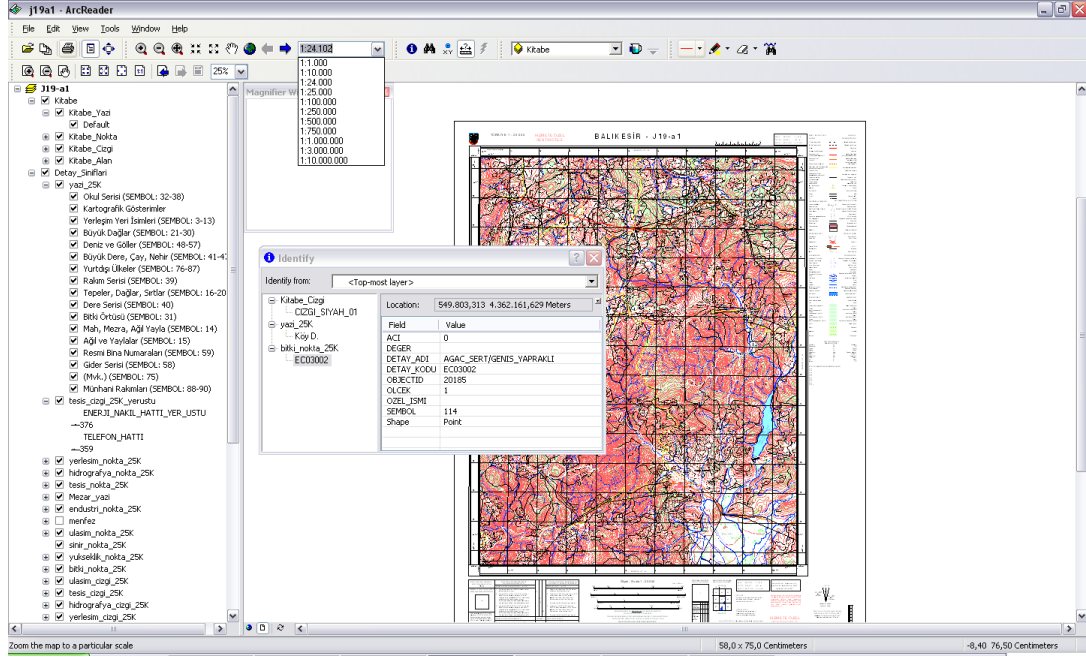 j19a1 - ArcReader
File Edit View Tools Window Help
1:24.102
Kitabe
25%
1:1.000
1:10.000
1:24.000
1:25.000
1:100.000
1:250.000
1:500.000
1:750.000
1:1.000.000
1:3.000.000
1:10.000.000
J19-a1
Kitabe
Kitabe_Yazi
Default
Kitabe_Nokta
Kitabe_Cizgi
Kitabe_Alan
Detay_Siniflari
yazi_25K
Okul Serisi (SEMBOL: 32-38)
Kartografik Gösterimler
Yerleşim Yeri İsimleri (SEMBOL: 3-13)
Büyük Dağlar (SEMBOL: 21-30)
Deniz ve Göller (SEMBOL: 48-57)
Büyük Dere, Çay, Nehir (SEMBOL: 41-47
Yurtdışı Ülkeler (SEMBOL: 76-87)
Rakım Serisi (SEMBOL: 39)
Tepeler, Dağlar, Sırtlar (SEMBOL: 16-20
Dere Serisi (SEMBOL: 40)
Bitki Örtüsü (SEMBOL: 31)
Mah, Mezra, Ağıl Yayla (SEMBOL: 14)
Ağıl ve Yaylalar (SEMBOL: 15)
Resmi Bina Numaraları (SEMBOL: 59)
Gider Serisi (SEMBOL: 58)
(Mvk.) (SEMBOL: 75)
Münhani Rakımları (SEMBOL: 88-90)
tesis_cizgi_25K_yerustu
ENERJI_NAKIL_HATTI_YER_USTU
376
TELEFON_HATTI
359
yerlesim_nokta_25K
hidrografya_nokta_25K
tesis_nokta_25K
Mezar_yazi
endustri_nokta_25K
menfez
ulasim_nokta_25K
sinir_nokta_25K
yukseklik_nokta_25K
bitki_nokta_25K
ulasim_cizgi_25K
tesis_cizgi_25K
hidrografya_cizgi_25K
yerlesim_cizgi_25K
Magnifier W
BALIKESİR - J19-a1
Identify
Identify from: <Top-most layer>
Kitabe_Cizgi
CIZGI_SIYAH_01
yazi_25K
Köy D.
bitki_nokta_25K
EC03002
Location: 549.803,313 4.362.161,629 Meters
Field Value
ACI 0
DEGER
DETAY_ADI AGAC_SERT/GENIS_YAPRAKLI
DETAY_KODU EC03002
OBJECTID 20185
OLCEK 1
OZEL_ISMI
SEMBOL 114
Shape Point
Zoom the map to a particular scale
58,0 x 75,0 Centimeters
-8,40 76,50 Centimeters